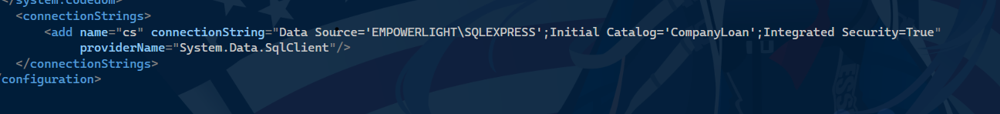 </system.codedom>
<connectionStrings>
<add name="cs" connectionString="Data Source='EMPOWERLIGHT\SQLEXPRESS';Initial Catalog='CompanyLoan';Integrated Security=True"
providerName="System.Data.SqlClient"/>
</connectionStrings>
/configuration>